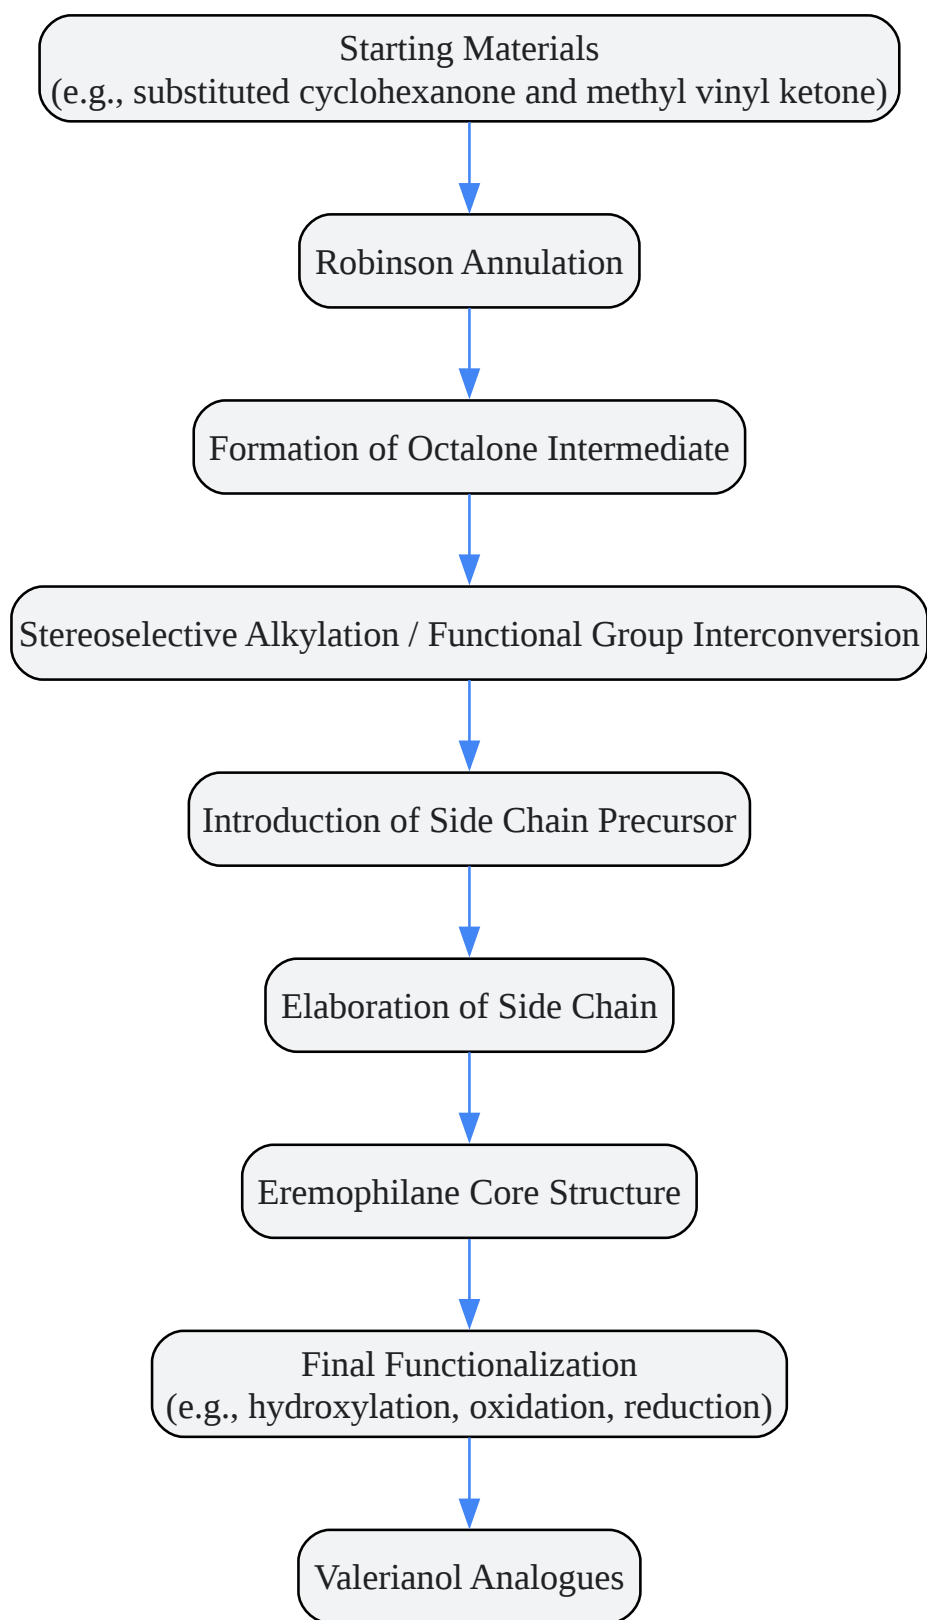 Starting Materials
(e.g., substituted cyclohexanone and methyl vinyl ketone)
Robinson Annulation
Formation of Octalone Intermediate
Stereoselective Alkylation / Functional Group Interconversion
Introduction of Side Chain Precursor
Elaboration of Side Chain
Eremophilane Core Structure
Final Functionalization
(e.g., hydroxylation, oxidation, reduction)
Valerianol Analogues